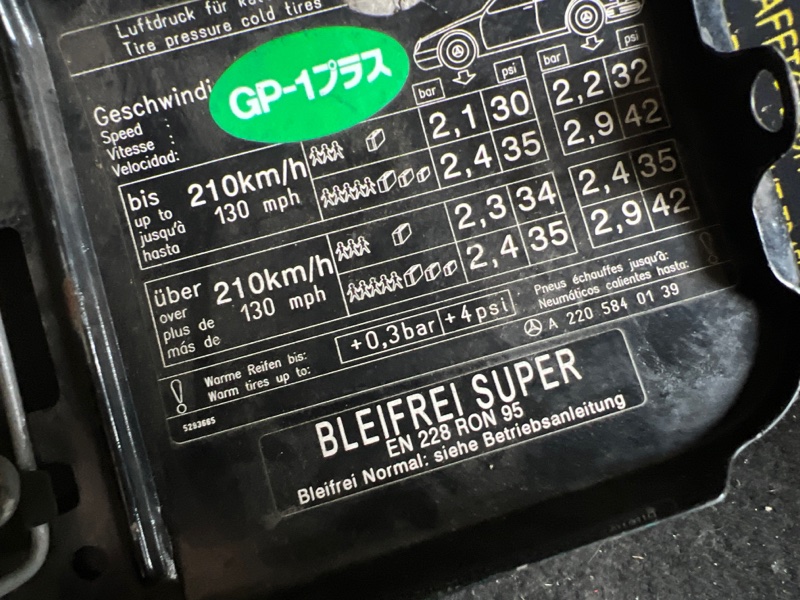 Luftdruck für
Tire pressure cold tires
GP-1プラス
Geschwindi
Speed :
Vitesse :
Velocidad:
bar psi bar psi
bis 210km/h 2,1 30 2,2 32
up to 130 mph
jusqu'à
hasta 2,4 35 2,9 42
über 210km/h 2,3 34 2,4 35
over 130 mph
plus de
más de 2,4 35 2,9 42
Warme Reifen bis: +0,3bar +4psi Pneus échauffes jusqu'à:
Warm tires up to: Neumáticos calientes hasta:
A 220 584 01 39
5283665
BLEIFREI SUPER
EN 228 RON 95
Bleifrei Normal: siehe Betriebsanleitung